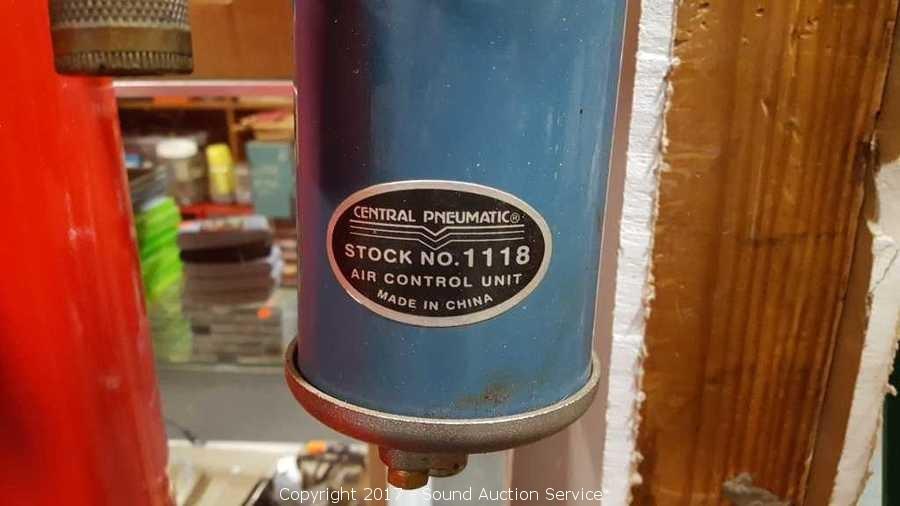 CENTRAL PNEUMATIC®
STOCK NO. 1118
AIR CONTROL UNIT
MADE IN CHINA
Copyright 2017 - Sound Auction Service